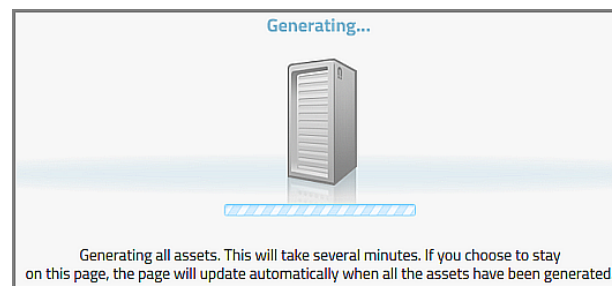 Generating...
Generating all assets. This will take several minutes. If you choose to stay
on this page, the page will update automatically when all the assets have been generated